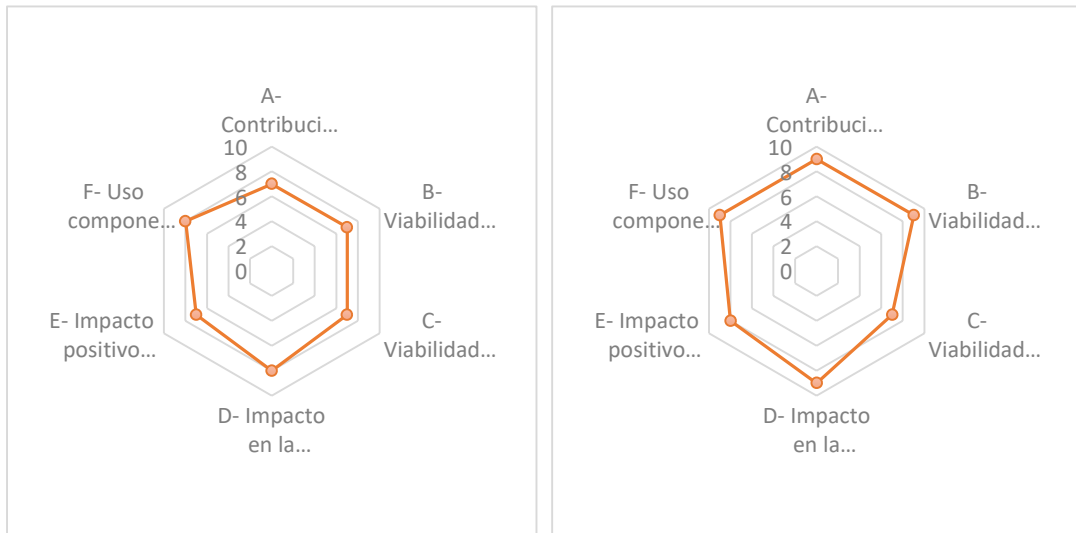 A-
Contribuci...
10
8
6
4
2
0
B-
Viabilidad...
C-
Viabilidad...
D- Impacto
en la...
E- Impacto
positivo...
F- Uso
compone...
A-
Contribuci...
10
8
6
4
2
0
B-
Viabilidad...
C-
Viabilidad...
D- Impacto
en la...
E- Impacto
positivo...
F- Uso
compone...